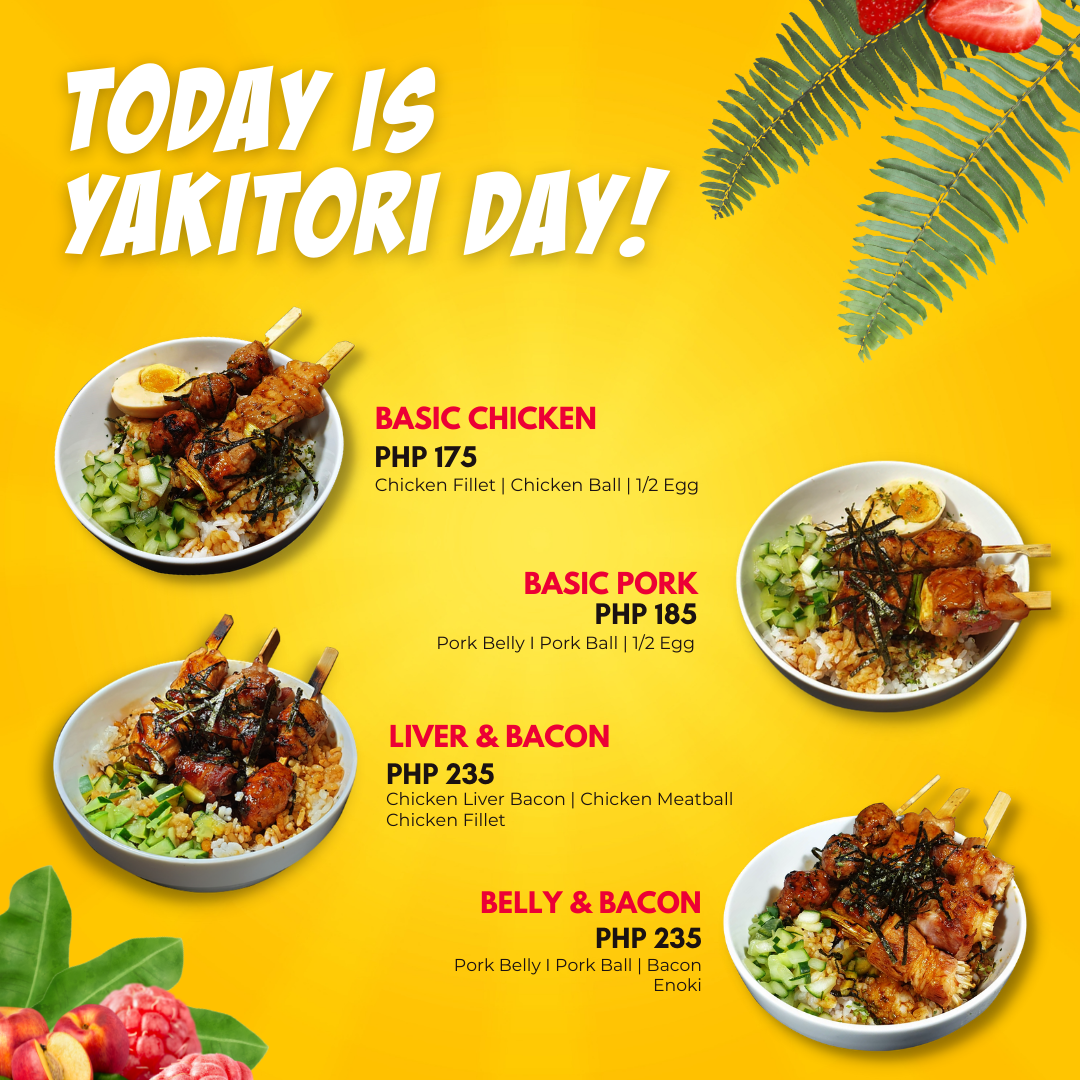 TODAY IS
YAKITORI DAY!
BASIC CHICKEN
PHP 175
Chicken Fillet | Chicken Ball | 1/2 Egg
BASIC PORK
PHP 185
Pork Belly I Pork Ball | 1/2 Egg
LIVER & BACON
PHP 235
Chicken Liver Bacon | Chicken Meatball
Chicken Fillet
BELLY & BACON
PHP 235
Pork Belly I Pork Ball | Bacon
Enoki